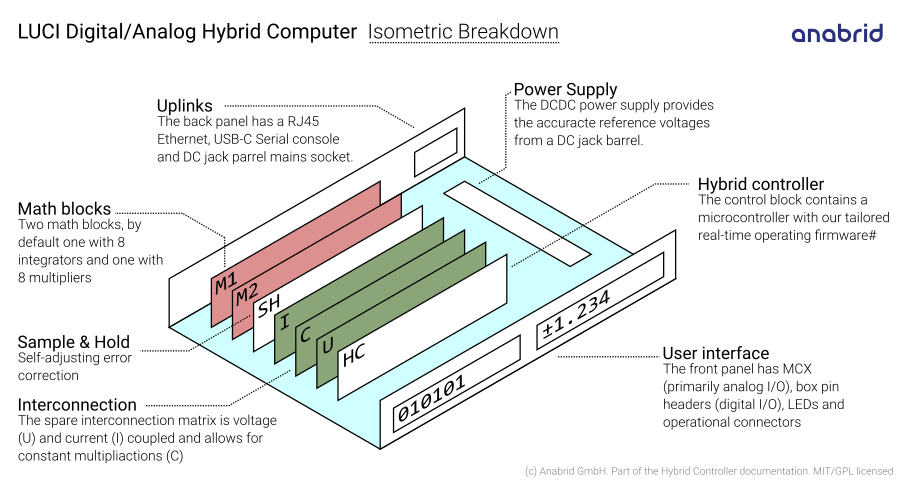 LUCI Digital/Analog Hybrid Computer Isometric Breakdown
anabrid
Uplinks
The back panel has a RJ45
Ethernet, USB-C Serial console
and DC jack parrel mains socket.
Power Supply
The DCDC power supply provides
the accuracte reference voltages
from a DC jack barrel.
Hybrid controller
The control block contains a
microcontroller with our tailored
real-time operating firmware#
Math blocks
Two math blocks, by
default one with 8
integrators and one with
8 multipliers
M1
M2
SH
I
C
U
HC
±1.234
010101
Sample & Hold
Self-adjusting error
correction
User interface
The front panel has MCX
(primarily analog I/O), box pin
headers (digital I/O), LEDs and
operational connectors
Interconnection
The spare interconnection matrix is voltage
(U) and current (I) coupled and allows for
constant multipliactions (C)
(c) Anabrid GmbH. Part of the Hybrid Controller documentation. MIT/GPL licensed